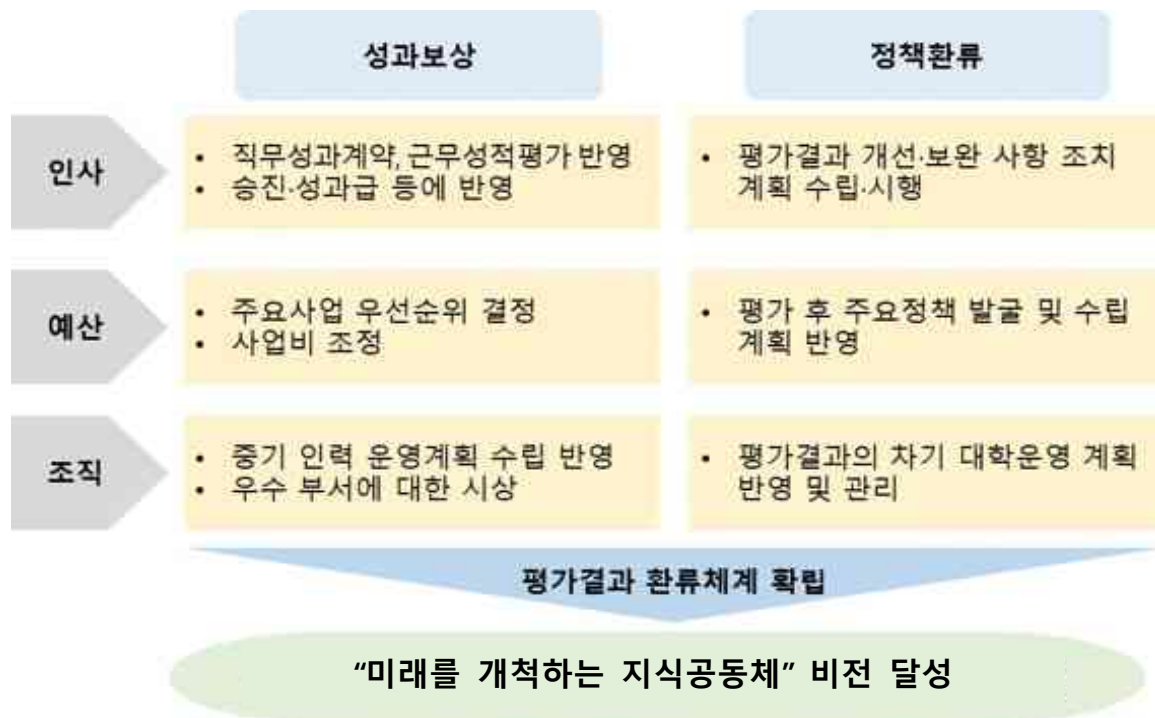 성과보상
정책환류
인사
• 직무성과계약, 근무성적평가 반영
• 승진·성과급 등에 반영
• 평가결과 개선·보완 사항 조치
계획 수립·시행
예산
• 주요사업 우선순위 결정
• 사업비 조정
• 평가 후 주요정책 발굴 및 수립
계획 반영
조직
• 중기 인력 운영계획 수립 반영
• 우수 부서에 대한 시상
• 평가결과의 차기 대학운영 계획
반영 및 관리
평가결과 환류체계 확립
“미래를 개척하는 지식공동체” 비전 달성